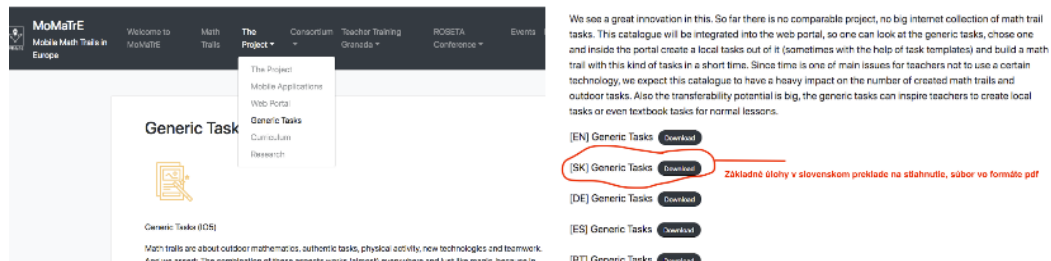 MoMaTrE
Mobile Math Trails in
Europe
Welcome to
MoMaTrE
Math
Trails
The
Project
Consortium
Teacher Training
Granada
ROSETA
Conference
Events
The Project
Mobile Applications
Web Portal
Generic Tasks
Curriculum
Research
Generic Task
Generic Tasks (IO5)
Math trails are about outdoor mathematics, authentic tasks, physical activity, new technologies and teamwork.
We see a great innovation in this. So far there is no comparable project, no big internet collection of math trail
tasks. This catalogue will be integrated into the web portal, so one can look at the generic tasks, chose one
and inside the portal create a local tasks out of it (sometimes with the help of task templates) and build a math
trail with this kind of tasks in a short time. Since time is one of main issues for teachers not to use a certain
technology, we expect this catalogue to have a heavy impact on the number of created math trails and
outdoor tasks. Also the transferability potential is big, the generic tasks can inspire teachers to create local
tasks or even textbook tasks for normal lessons.
[EN] Generic Tasks Download
[SK] Generic Tasks Download
Základné úlohy v slovenskom preklade na stiahnutie, súbor vo formáte pdf
[DE] Generic Tasks Download
[ES] Generic Tasks Download
[PT] Generic Tasks Download